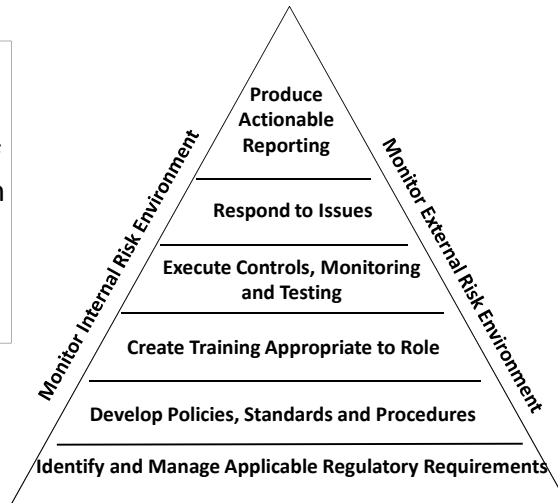 Produce
Actionable
Reporting
Respond to Issues
Execute Controls, Monitoring
and Testing
Create Training Appropriate to Role
Develop Policies, Standards and Procedures
Identify and Manage Applicable Regulatory Requirements
Monitor Internal Risk Environment
Monitor External Risk Environment